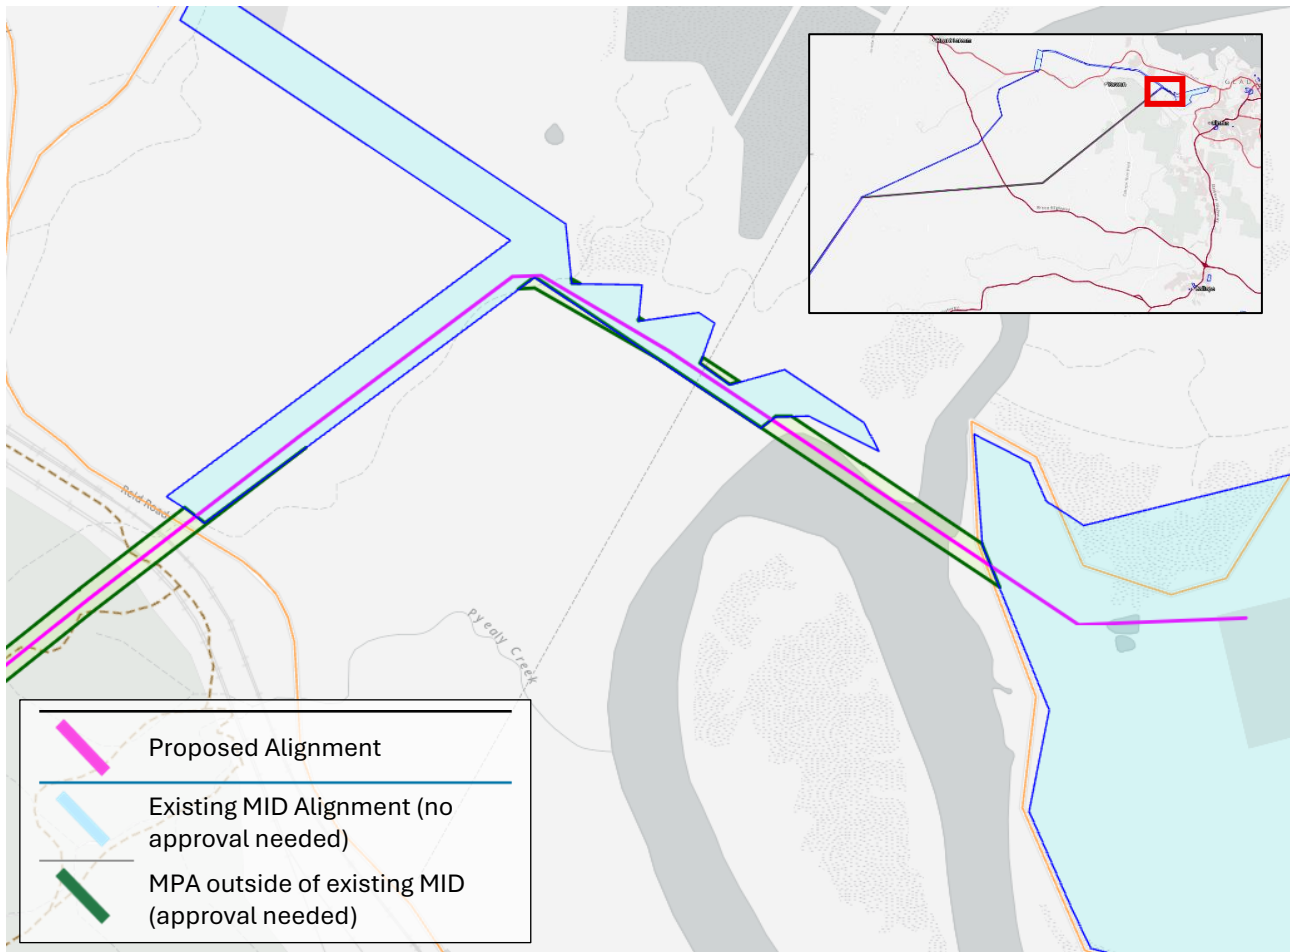 Reid Road
Pyealy Creek
Proposed Alignment
Existing MID Alignment (no
approval needed)
MPA outside of existing MID
(approval needed)